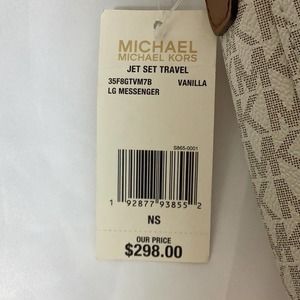 MICHAEL
MICHAEL KORS
JET SET TRAVEL
35F8GTVM7B VANILLA
LG MESSENGER
S865-0001
1 92877 93855 2
NS
OUR PRICE
$298.00